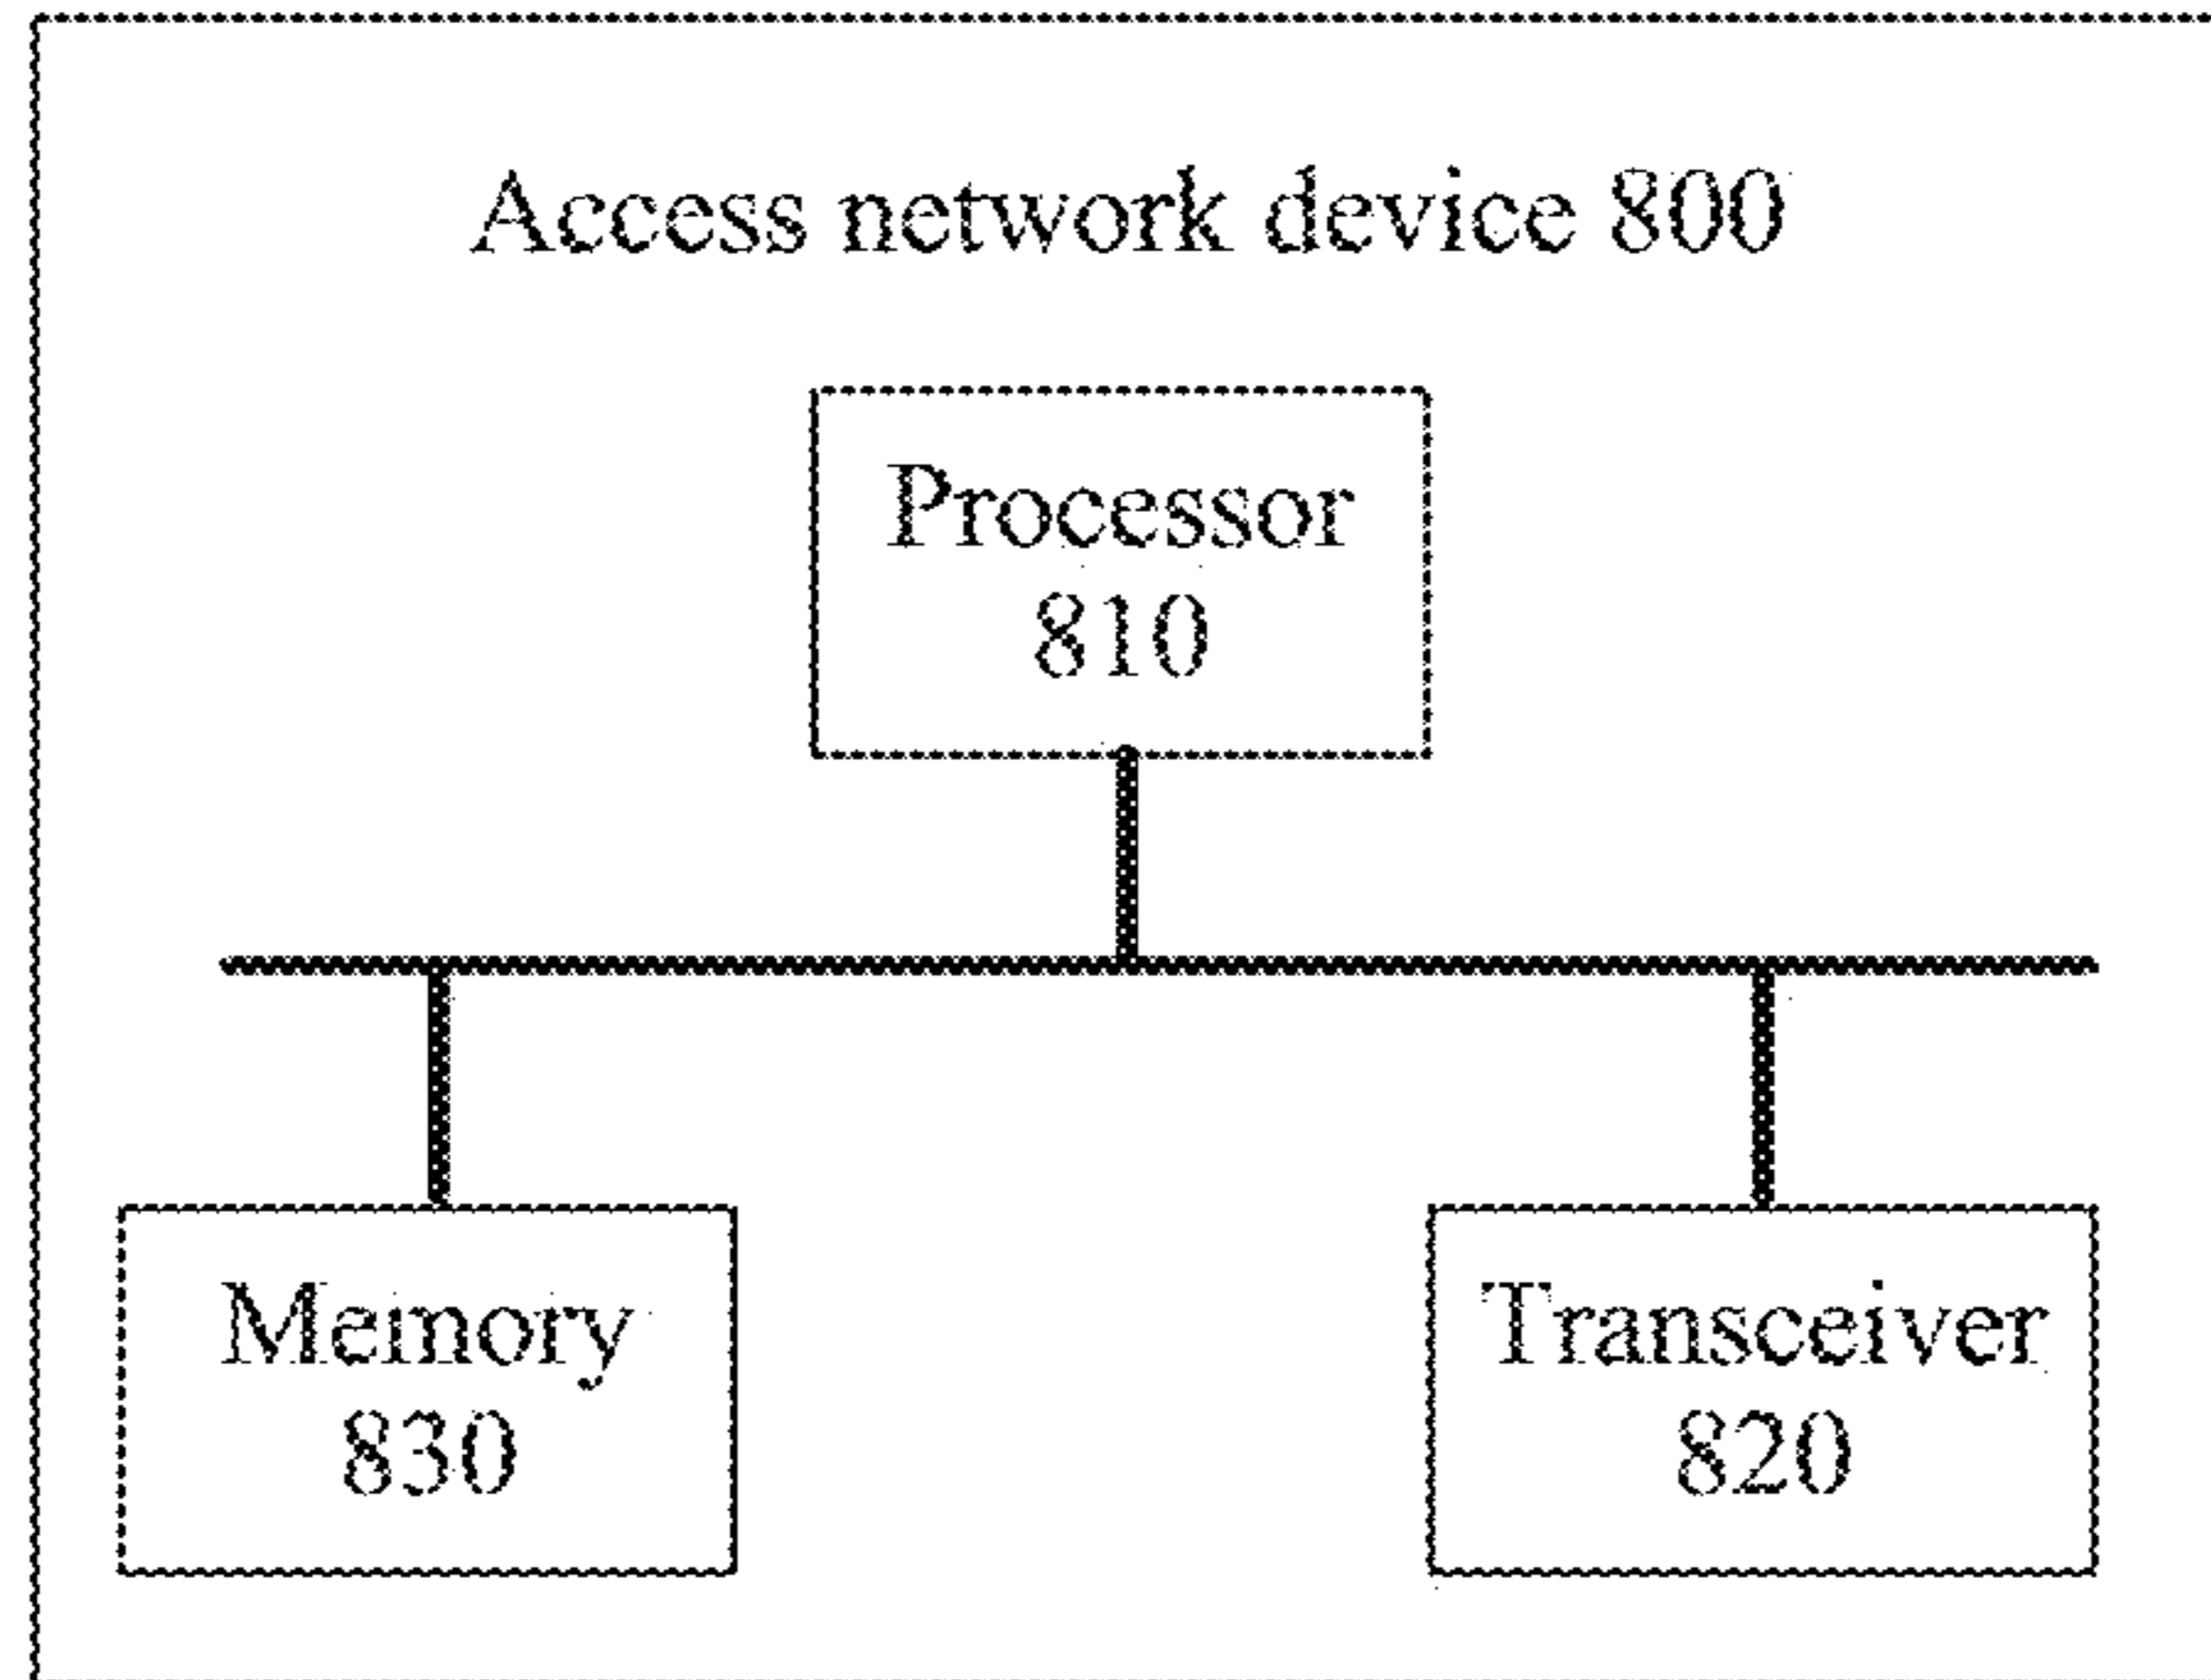 Access network device 800
Processor
810
Memory
830
Transceiver
820